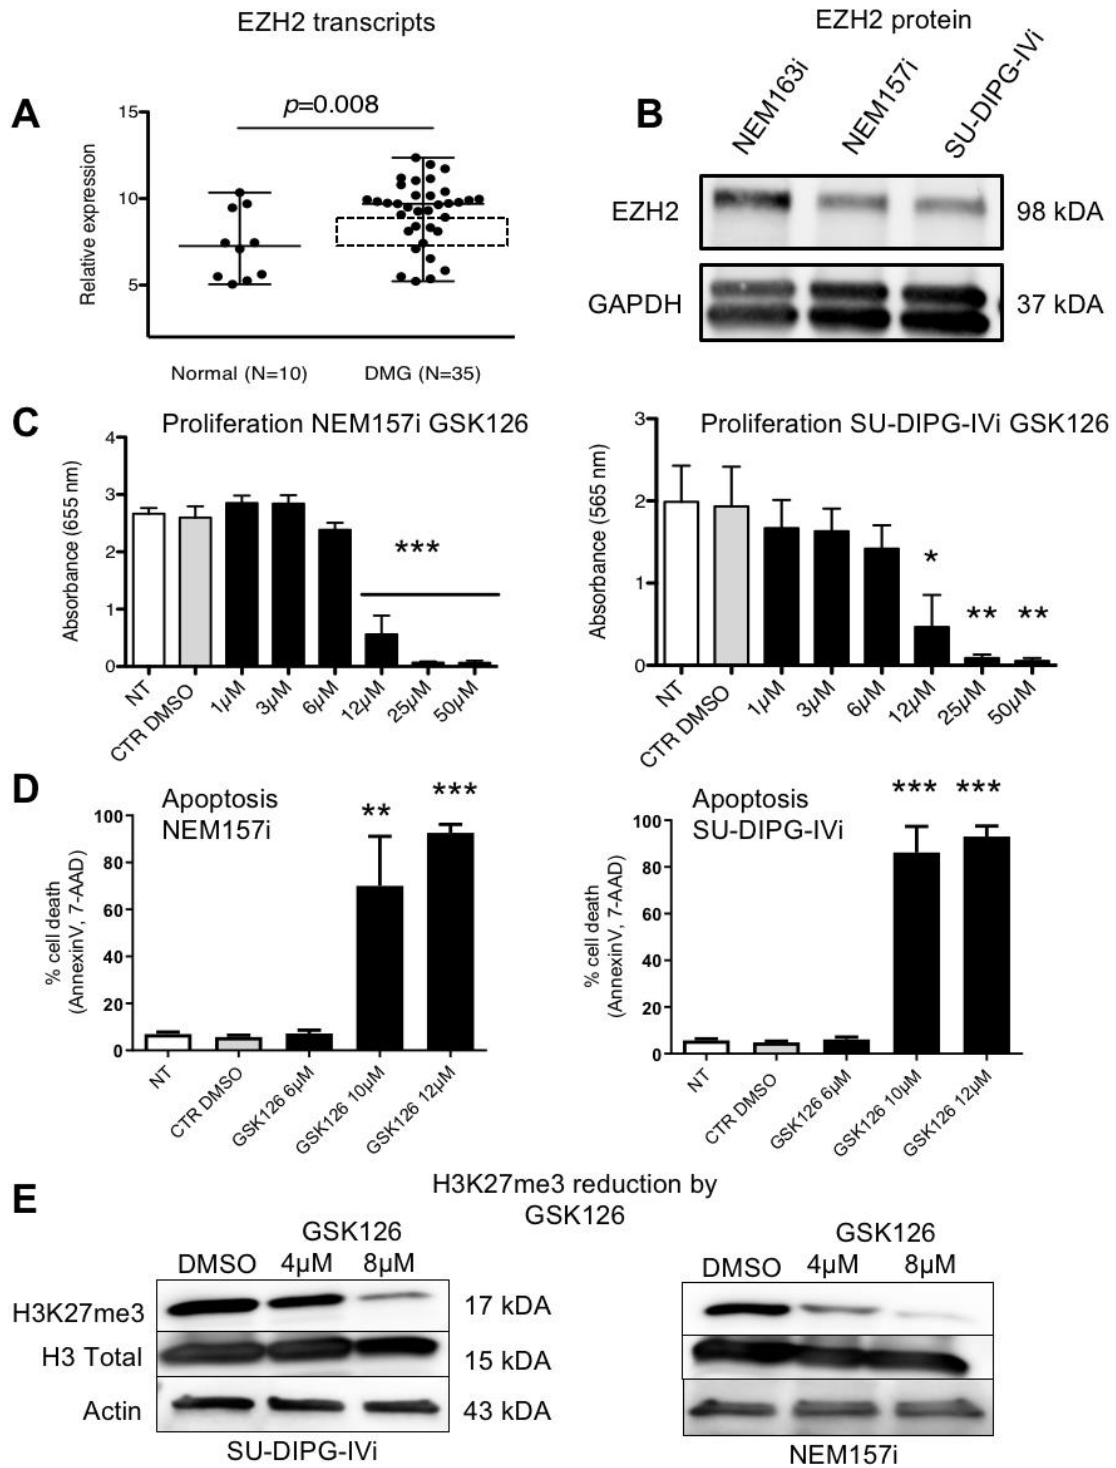 EZH2 transcripts
EZH2 protein
A
p=0.008
15
10
5
Relative expression
Normal (N=10)
DMG (N=35)
B
NEM163i
NEM157i
SU-DIPG-IVi
EZH2
98 kDA
GAPDH
37 kDA
C
Proliferation NEM157i GSK126
4
3
2
1
0
Absorbance (655 nm)
***
NT
CTR DMSO
1µM
3µM
6µM
12µM
25µM
50µM
Proliferation SU-DIPG-IVi GSK126
3
2
1
0
Absorbance (565 nm)
*
**
**
NT
CTR DMSO
1µM
3µM
6µM
12µM
25µM
50µM
D
Apoptosis
NEM157i
100
80
60
40
20
0
% cell death
(AnnexinV, 7-AAD)
**
***
NT
CTR DMSO
GSK126 6µM
GSK126 10µM
GSK126 12µM
Apoptosis
SU-DIPG-IVi
100
80
60
40
20
0
% cell death
(AnnexinV, 7-AAD)
***
***
NT
CTR DMSO
GSK126 6µM
GSK126 10µM
GSK126 12µM
E
H3K27me3 reduction by
GSK126
GSK126
DMSO 4µM 8µM
H3K27me3
17 kDA
H3 Total
15 kDA
Actin
43 kDA
SU-DIPG-IVi
GSK126
DMSO 4µM 8µM
NEM157i